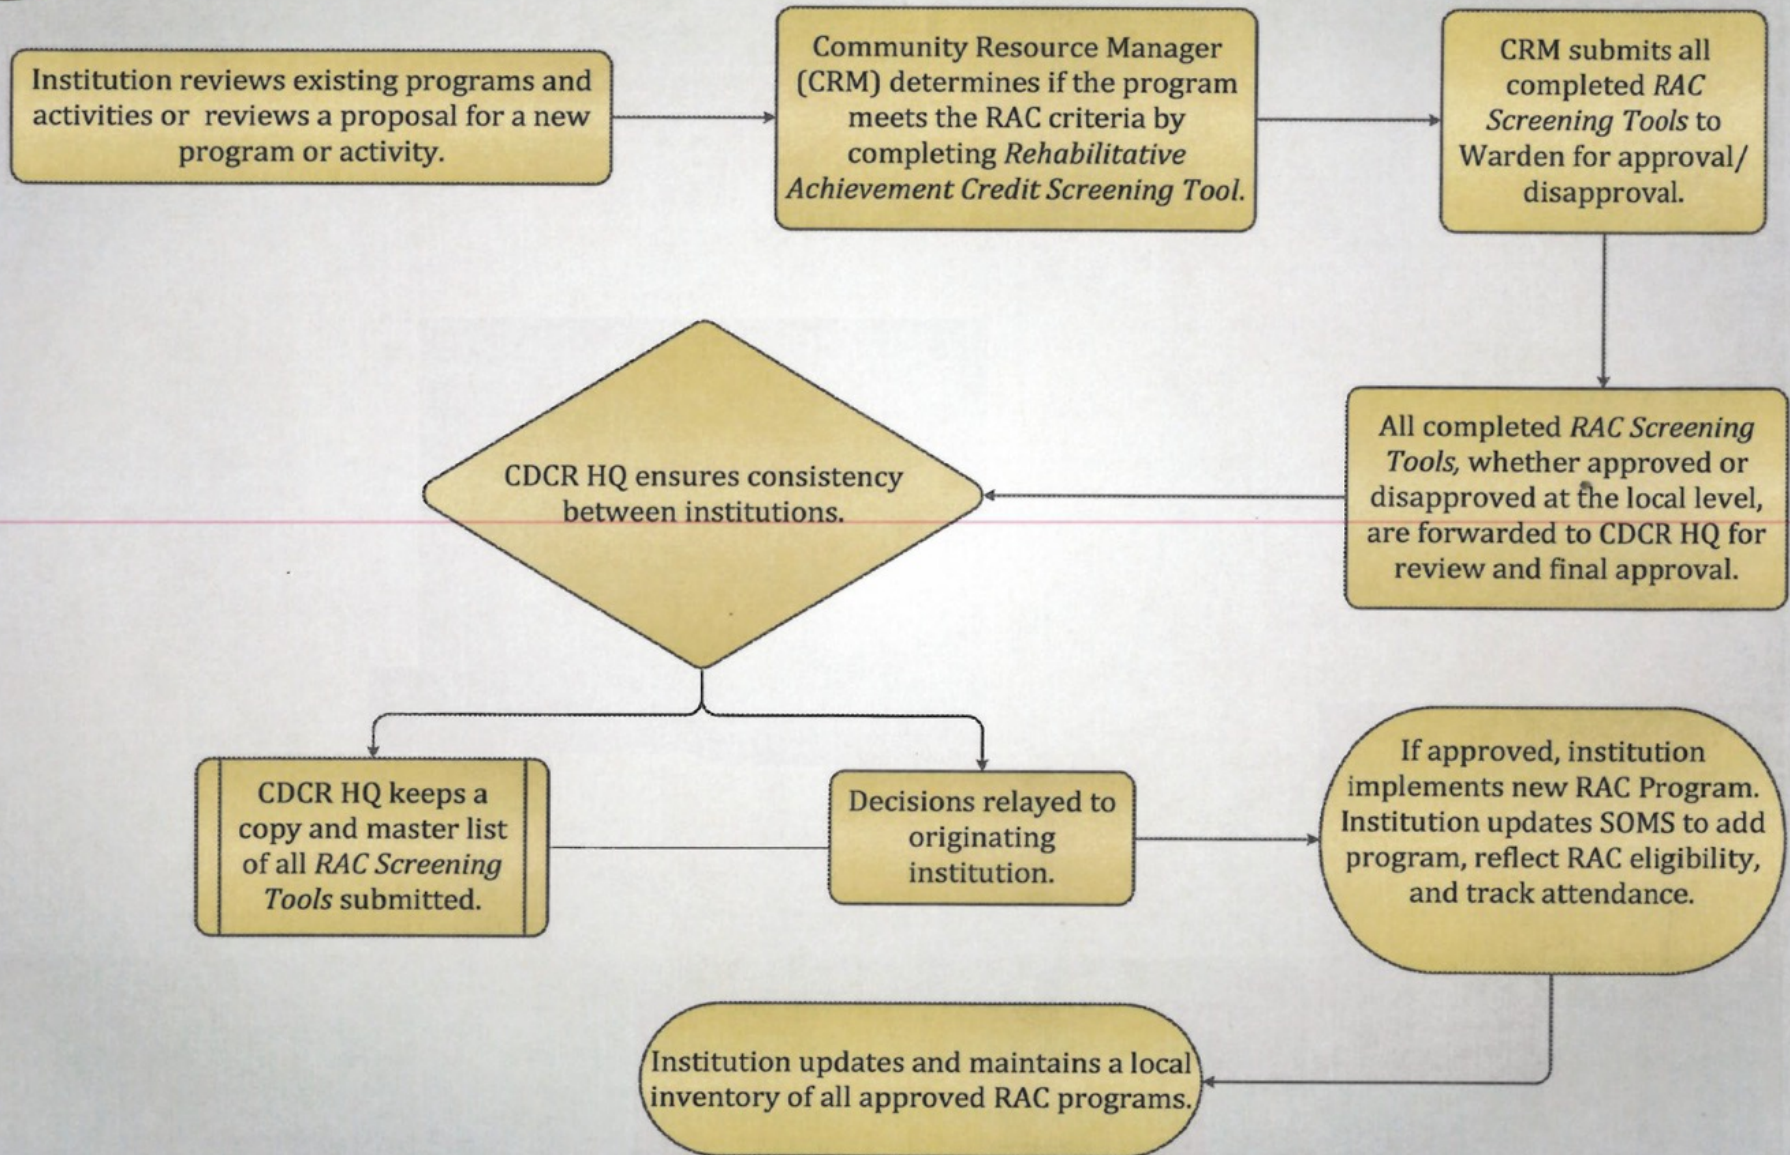 Institution reviews existing programs and
activities or reviews a proposal for a new
program or activity.
Community Resource Manager
(CRM) determines if the program
meets the RAC criteria by
completing Rehabilitative
Achievement Credit Screening Tool.
CRM submits all
completed RAC
Screening Tools to
Warden for approval/
disapproval.
All completed RAC Screening
Tools, whether approved or
disapproved at the local level,
are forwarded to CDCR HQ for
review and final approval.
CDCR HQ ensures consistency
between institutions.
CDCR HQ keeps a
copy and master list
of all RAC Screening
Tools submitted.
Decisions relayed to
originating
institution.
If approved, institution
implements new RAC Program.
Institution updates SOMS to add
program, reflect RAC eligibility,
and track attendance.
Institution updates and maintains a local
inventory of all approved RAC programs.